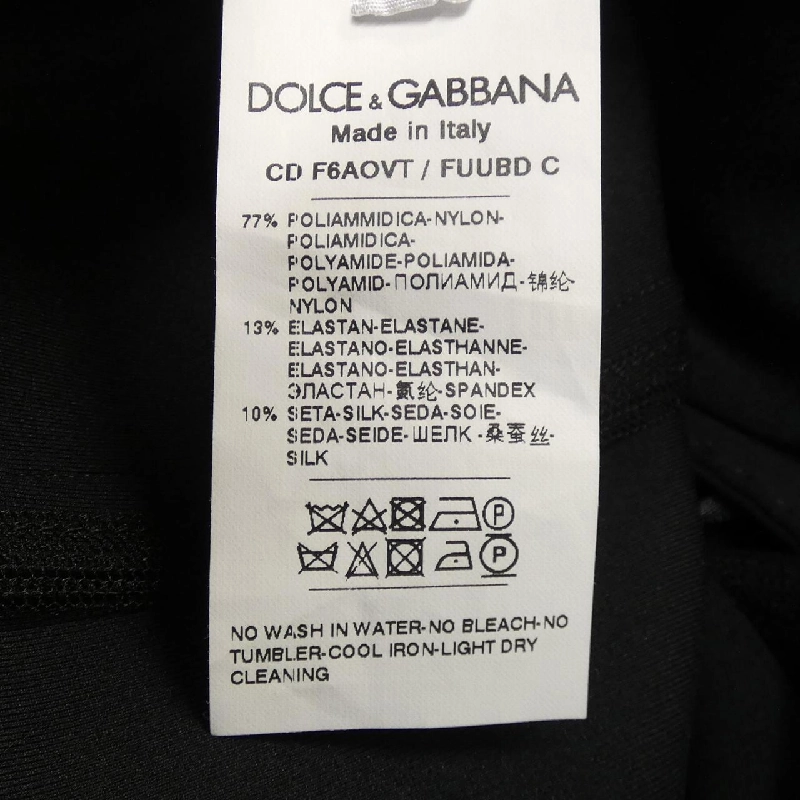 DOLCE & GABBANA
Made in Italy
CD F6AOVT / FUUBD C
77% POLIAMMIDICA-NYLON-
POLIAMIDICA-
POLYAMIDE-POLIAMIDA-
POLYAMID-ПОЛИАМИД-锦纶-
NYLON
13% ELASTAN-ELASTANE-
ELASTANO-ELASTHANNE-
ELASTANO-ELASTHAN-
ЭЛАСТАН-氨纶-SPANDEX
10% SETA-SILK-SEDA-SOIE-
SEDA-SEIDE-ШЕЛК-桑蚕丝-
SILK
P
P
NO WASH IN WATER-NO BLEACH-NO
TUMBLER-COOL IRON-LIGHT DRY
CLEANING